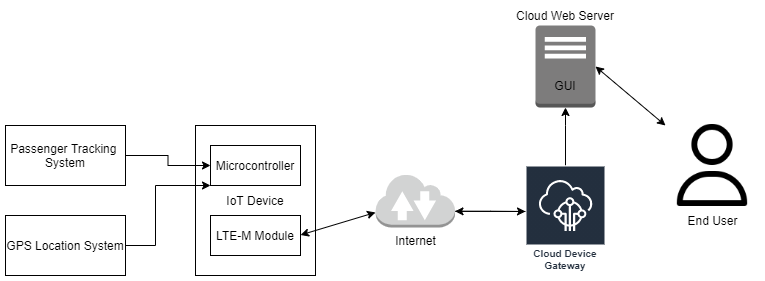 Cloud Web Server
GUI
Passenger Tracking
System
Microcontroller
IoT Device
GPS Location System
LTE-M Module
Internet
Cloud Device
Gateway
End User